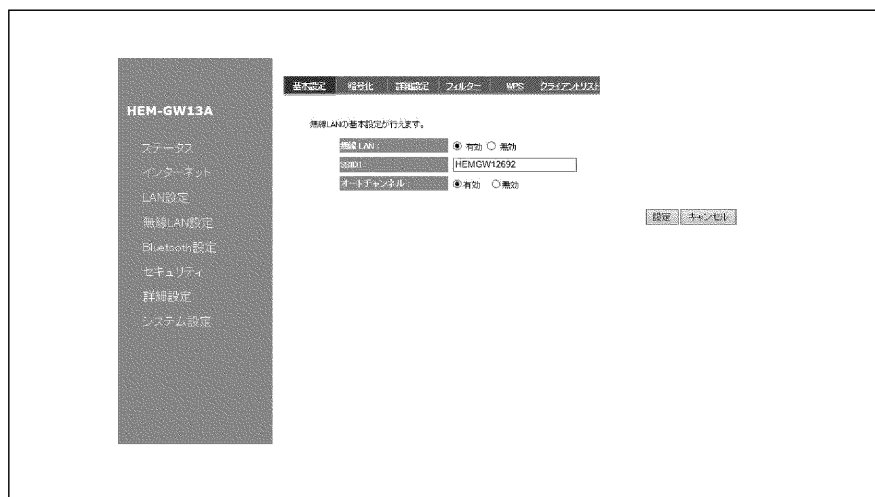 HEM-GW13A
ステータス
インターネット
LAN設定
無線LAN設定
Bluetooth設定
セキュリティ
詳細設定
システム設定
基本設定 暗号化 詳細設定 フィルター WPS クライアントリスト
無線LANの基本設定が行えます。
無線 LAN : 有効 無効
SSID1 : HEMGW12692
オートチャンネル : 有効 無効
設定 キャンセル